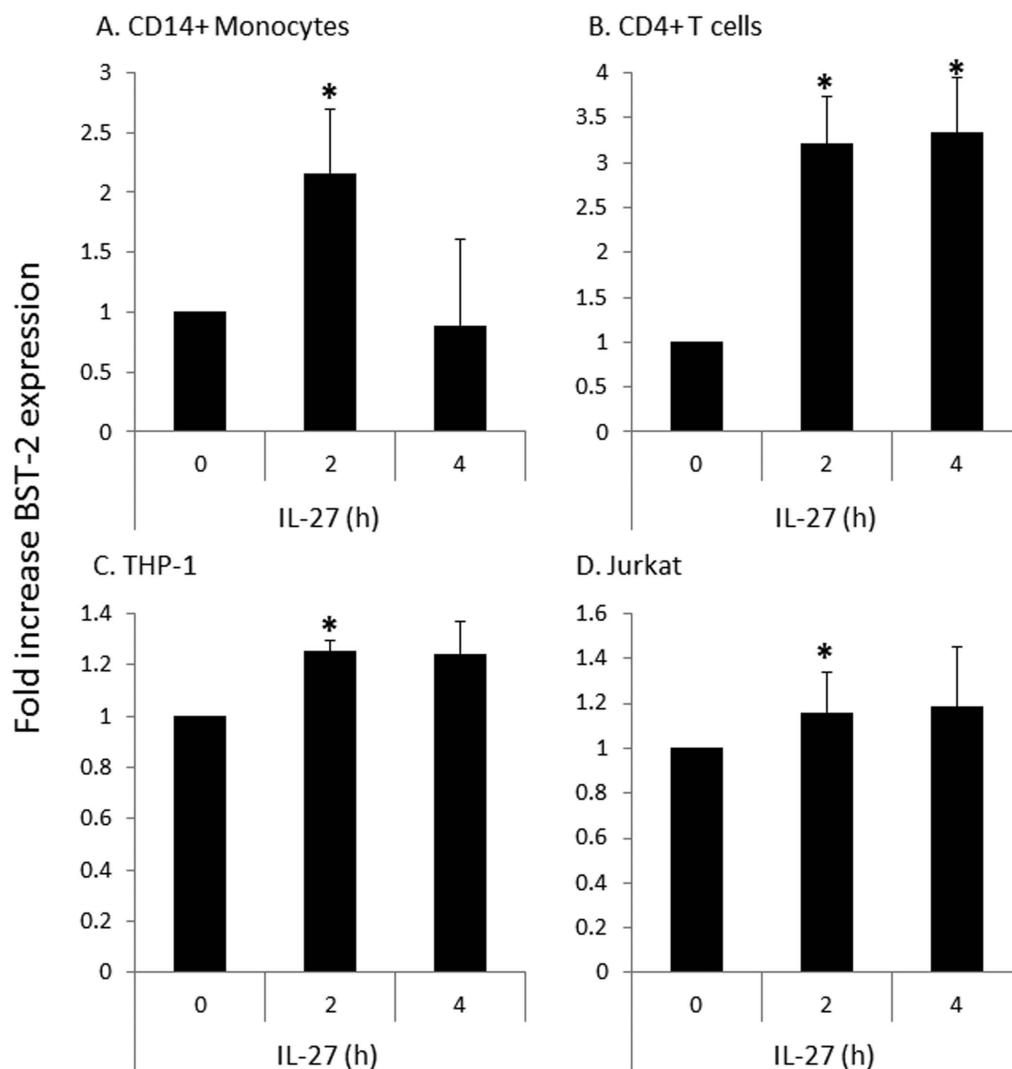 Fold increase BST-2 expression
A. CD14+ Monocytes
3
2.5
2
1.5
1
0.5
0
*
0 2 4
IL-27 (h)
B. CD4+ T cells
4
3.5
3
2.5
2
1.5
1
0.5
0
* *
0 2 4
IL-27 (h)
C. THP-1
1.4
1.2
1
0.8
0.6
0.4
0.2
0
*
0 2 4
IL-27 (h)
D. Jurkat
1.6
1.4
1.2
1
0.8
0.6
0.4
0.2
0
*
0 2 4
IL-27 (h)